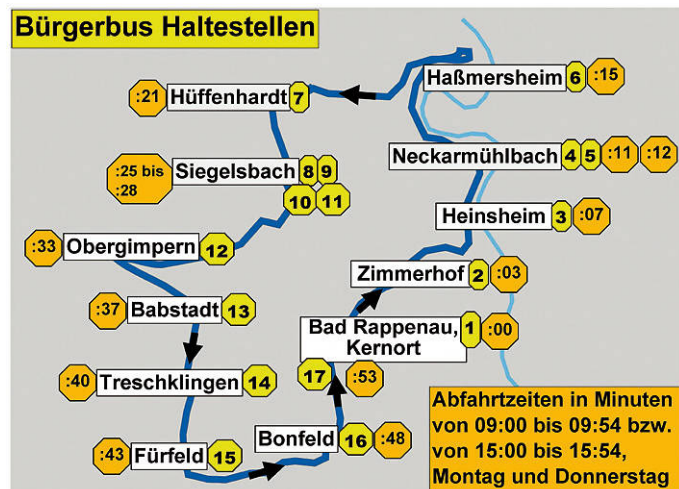 Bürgerbus Haltestellen
Haßmersheim 6 :15
:21 Hüffenhardt 7
Neckarmühlbach 4 5 :11 :12
:25 bis
:28
Siegelsbach 8 9
10 11
Heinsheim 3 :07
:33 Obergimpern 12
Zimmerhof 2 :03
:37 Babstadt 13
Bad Rappenau, 1 :00
Kernort
17 :53
:40 Treschklingen 14
Bonfeld 16 :48
:43 Fürfeld 15
Abfahrtzeiten in Minuten
von 09:00 bis 09:54 bzw.
von 15:00 bis 15:54,
Montag und Donnerstag